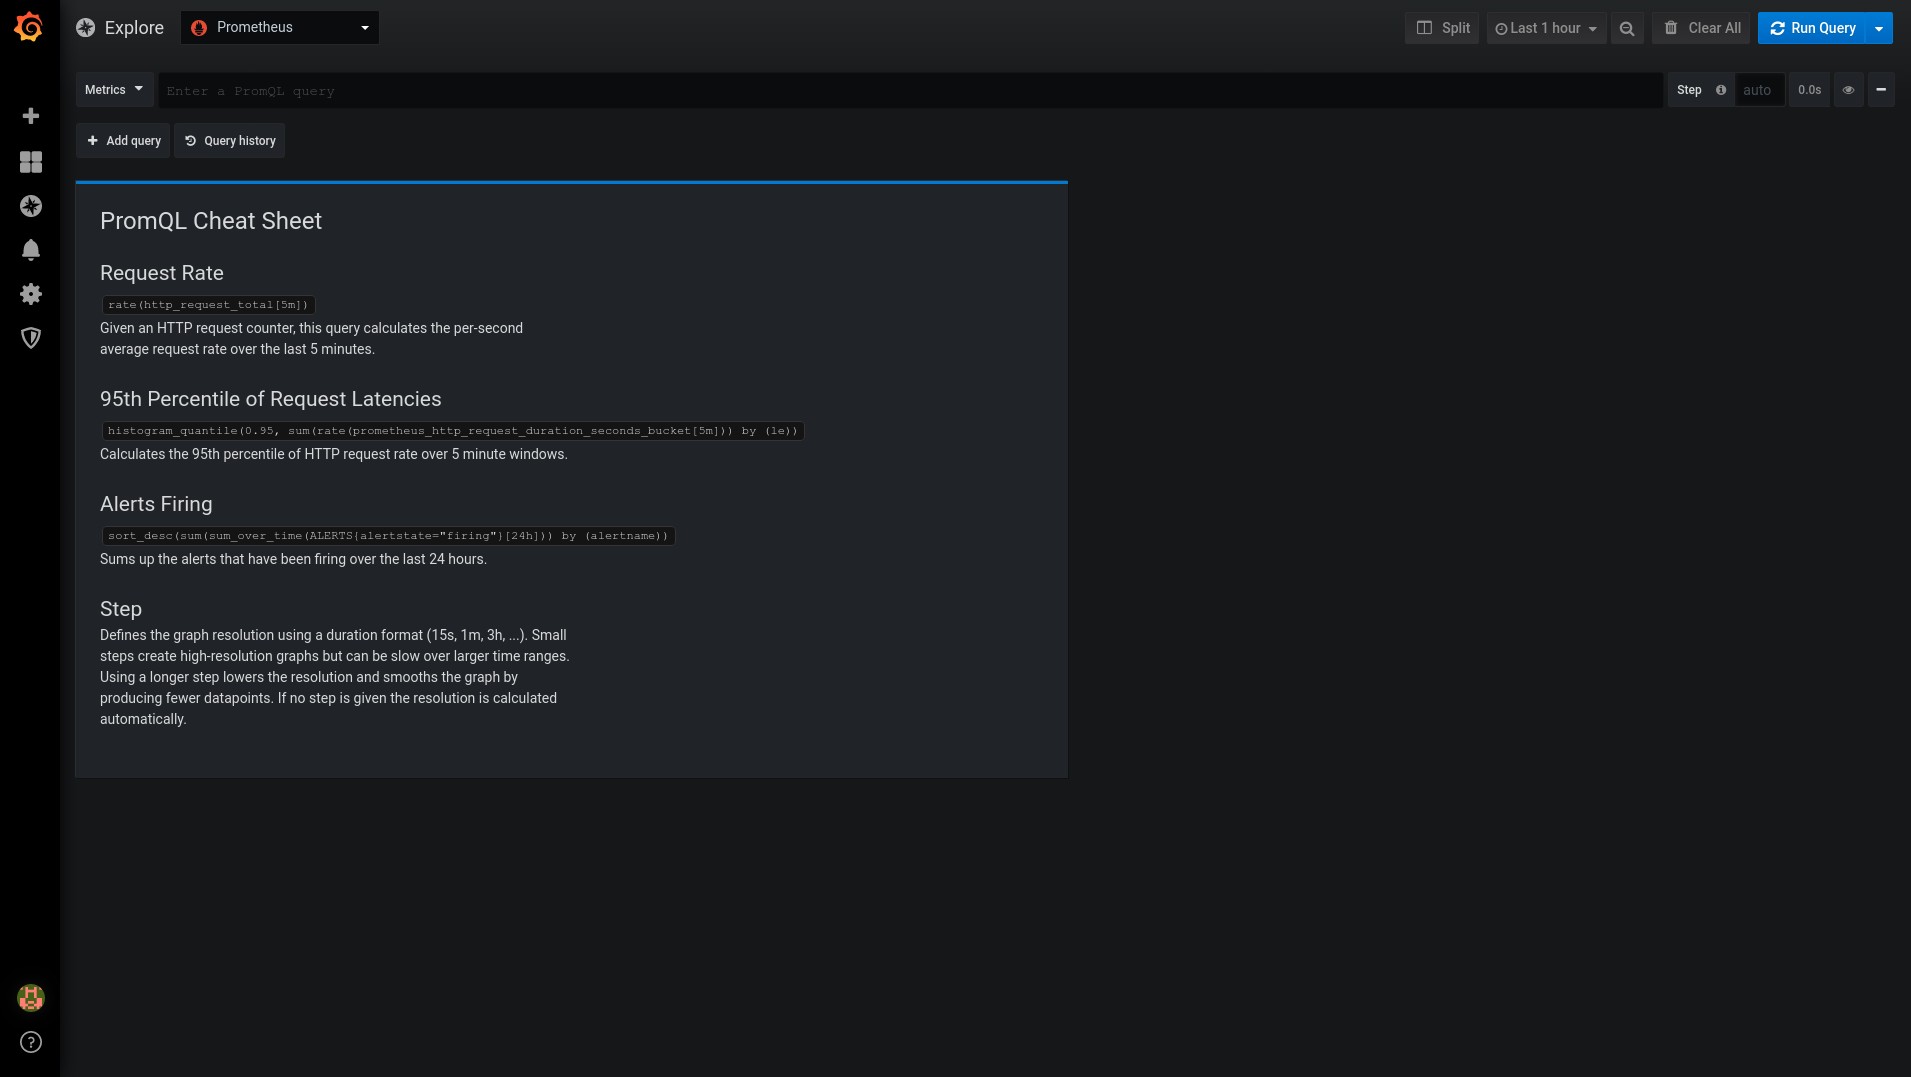 Explore
Prometheus
Split
Last 1 hour
Clear All
Run Query
Metrics
Enter a PromQL query
Step
auto
0.0s
Add query
Query history
PromQL Cheat Sheet
Request Rate
rate(http_request_total[5m])
Given an HTTP request counter, this query calculates the per-second
average request rate over the last 5 minutes.
95th Percentile of Request Latencies
histogram_quantile(0.95, sum(rate(prometheus_http_request_duration_seconds_bucket[5m])) by (le))
Calculates the 95th percentile of HTTP request rate over 5 minute windows.
Alerts Firing
sort_desc(sum(sum_over_time(ALERTS{alertstate="firing"}[24h])) by (alertname))
Sums up the alerts that have been firing over the last 24 hours.
Step
Defines the graph resolution using a duration format (15s, 1m, 3h, ...). Small
steps create high-resolution graphs but can be slow over larger time ranges.
Using a longer step lowers the resolution and smooths the graph by
producing fewer datapoints. If no step is given the resolution is calculated
automatically.